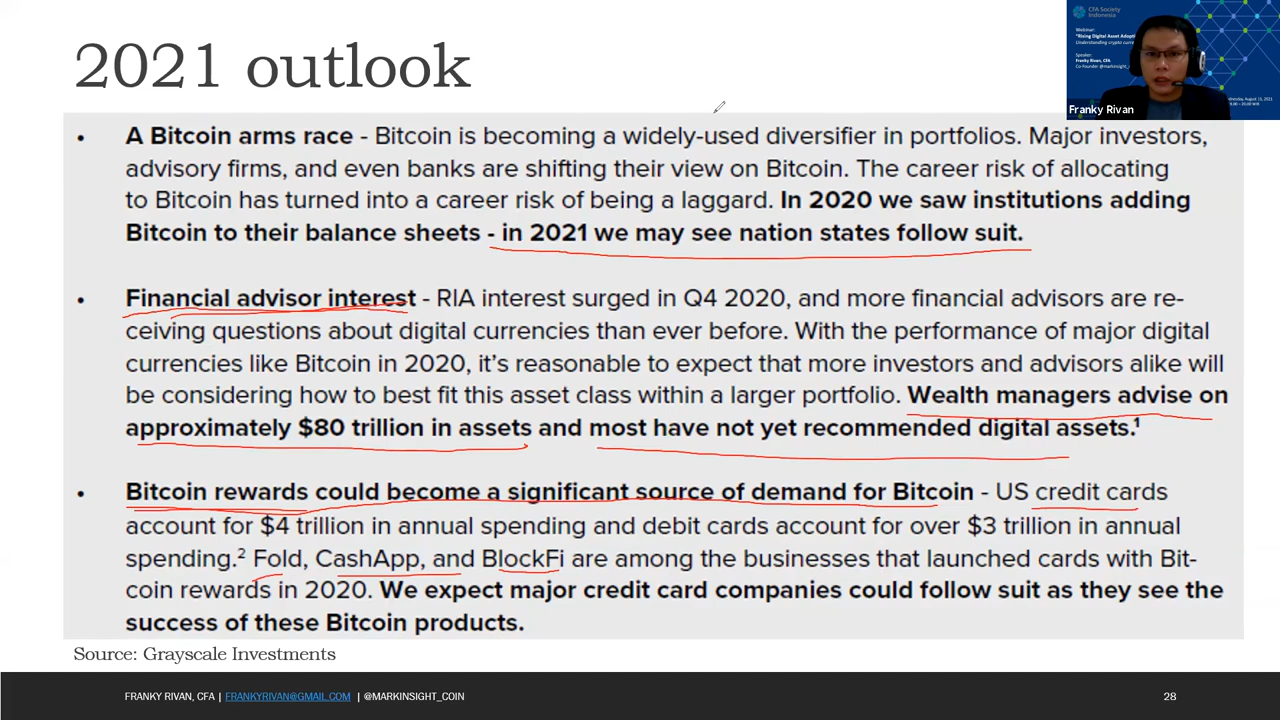 2021 outlook
CFA Society
Indonesia
Webinar:
Speaker:
Franky Rivan, CFA
Franky Rivan
• A Bitcoin arms race - Bitcoin is becoming a widely-used diversifier in portfolios. Major investors,
advisory firms, and even banks are shifting their view on Bitcoin. The career risk of allocating
to Bitcoin has turned into a career risk of being a laggard. In 2020 we saw institutions adding
Bitcoin to their balance sheets - in 2021 we may see nation states follow suit.
• Financial advisor interest - RIA interest surged in Q4 2020, and more financial advisors are re-
ceiving questions about digital currencies than ever before. With the performance of major digital
currencies like Bitcoin in 2020, it's reasonable to expect that more investors and advisors alike will
be considering how to best fit this asset class within a larger portfolio. Wealth managers advise on
approximately $80 trillion in assets and most have not yet recommended digital assets.¹
• Bitcoin rewards could become a significant source of demand for Bitcoin - US credit cards
account for $4 trillion in annual spending and debit cards account for over $3 trillion in annual
spending.² Fold, CashApp, and BlockFi are among the businesses that launched cards with Bit-
coin rewards in 2020. We expect major credit card companies could follow suit as they see the
success of these Bitcoin products.
Source: Grayscale Investments
FRANKY RIVAN, CFA | FRANKYRIVAN@GMAIL.COM | @MARKINSIGHT_COIN
28